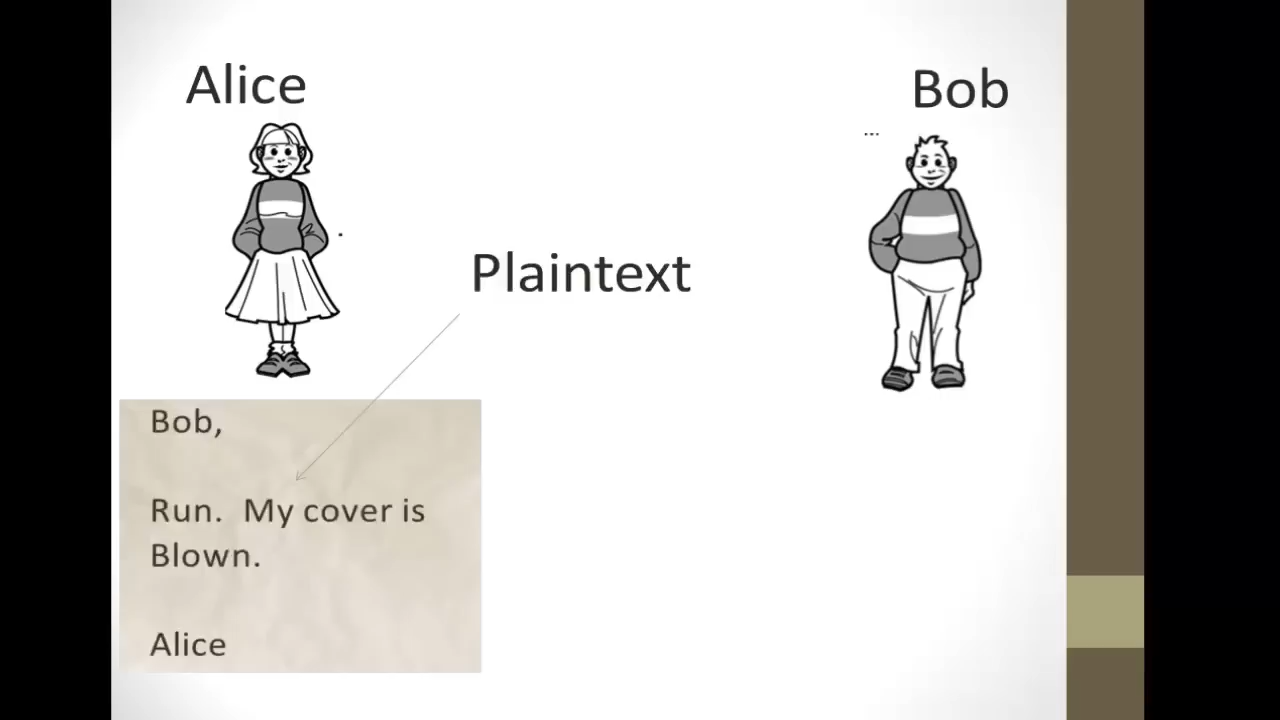 Alice
Bob
Plaintext
Bob,
Run. My cover is
Blown.
Alice